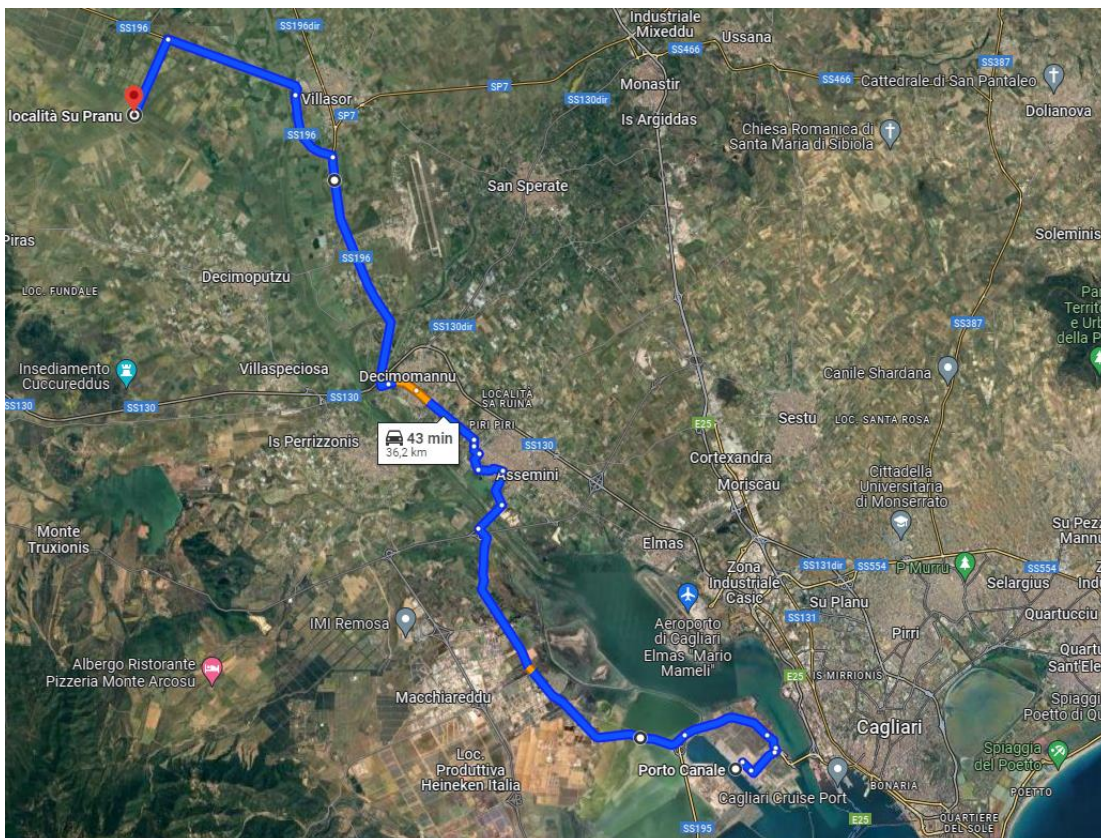 Industriale
Mixeddu
Ussana
SS196
SS196dir
SS466
SS387
Cattedrale di San Pantaleo
SS466
Monastir
Dolianova
località Su Pranu
Villasor
SP7
SS130dir
SP7
Is Argiddas
Chiesa Romanica di
Santa Maria di Sibiola
SS196
San Sperate
Piras
Soleminis
SS196
Decimoputzu
LOC. FUNDALE
SS130dir
SS387
Insediamento
Cuccureddus
Villaspeciosa
Decimomannu
Canile Shardana
SS130
SS130
SS130
LOCALITÀ
SA RUINA
Sestu
LOC. SANTA ROSA
PIRI PIRI
E25
43 min
36,2 km
Is Perrizzonis
SS130
Cortexandra
Assemini
Moriscau
Cittadella
Universitaria
di Monserrato
Monte
Truxionis
Elmas
Su Pezz
Mannu
Zona
Industriale
Casic
SS131dir
SS554
SS554
P. Murru
Selargius
Su Planu
IMI Remosa
Aeroporto
di Cagliari
Elmas "Mario
Mameli"
SS131
Quartucciu
Pirri
Albergo Ristorante
Pizzeria Monte Arcosu
Macchiareddu
E25
IS MIRRIONIS
Cagliari
Loc.
Produttiva
Heineken Italia
Porto Canale
Spiaggia
del Poetto
Cagliari Cruise Port
BONARIA
POETTO
SS195
E25
QUARTIERE
DEL SOLE